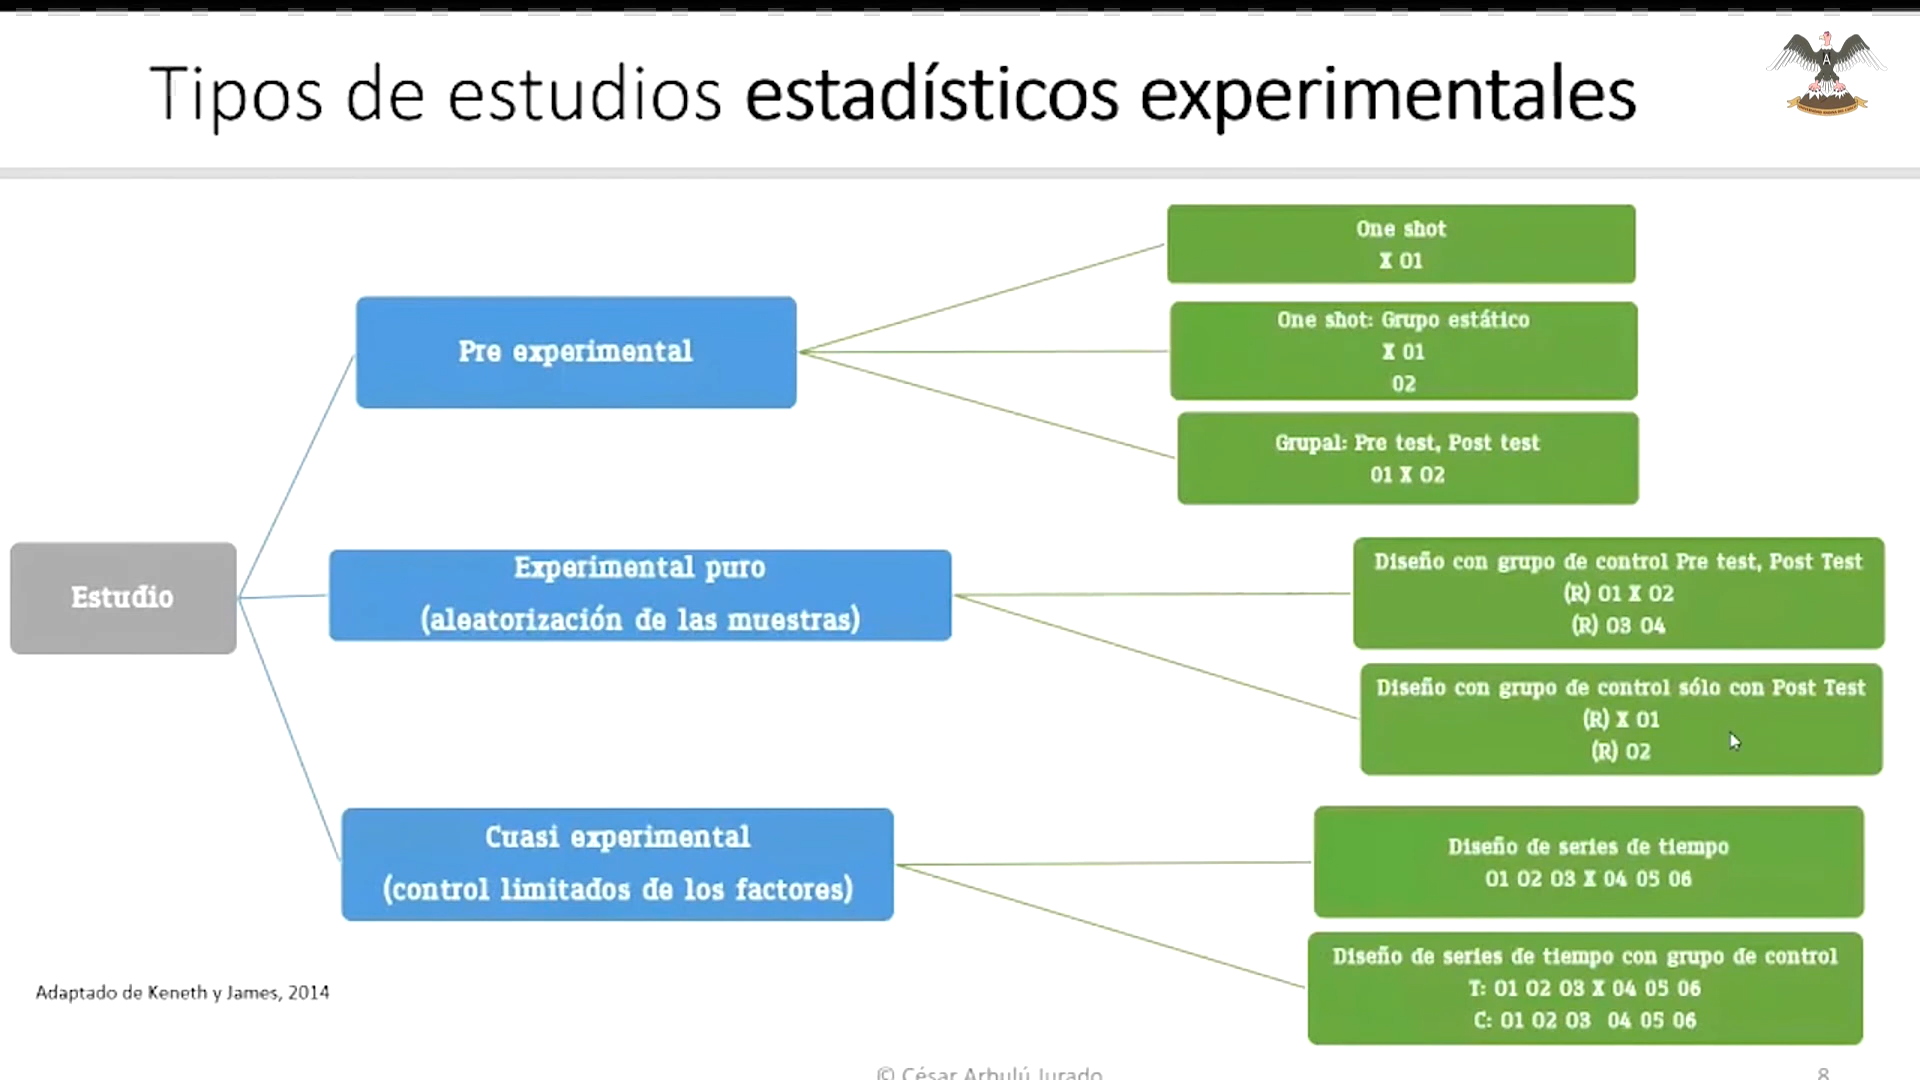 Tipos de estudios estadísticos experimentales
A
One shot
X 01
One shot: Grupo estático
X 01
02
Pre experimental
Grupal: Pre test, Post test
01 X 02
Estudio
Experimental puro
(aleatorización de las muestras)
Diseño con grupo de control Pre test, Post Test
(R) 01 X 02
(R) 03 04
Diseño con grupo de control sólo con Post Test
(R) X 01
(R) 02
Cuasi experimental
(control limitados de los factores)
Diseño de series de tiempo
01 02 03 X 04 05 06
Diseño de series de tiempo con grupo de control
T: 01 02 03 X 04 05 06
C: 01 02 03 04 05 06
Adaptado de Keneth y James, 2014
© César Arbulú Jurado
8